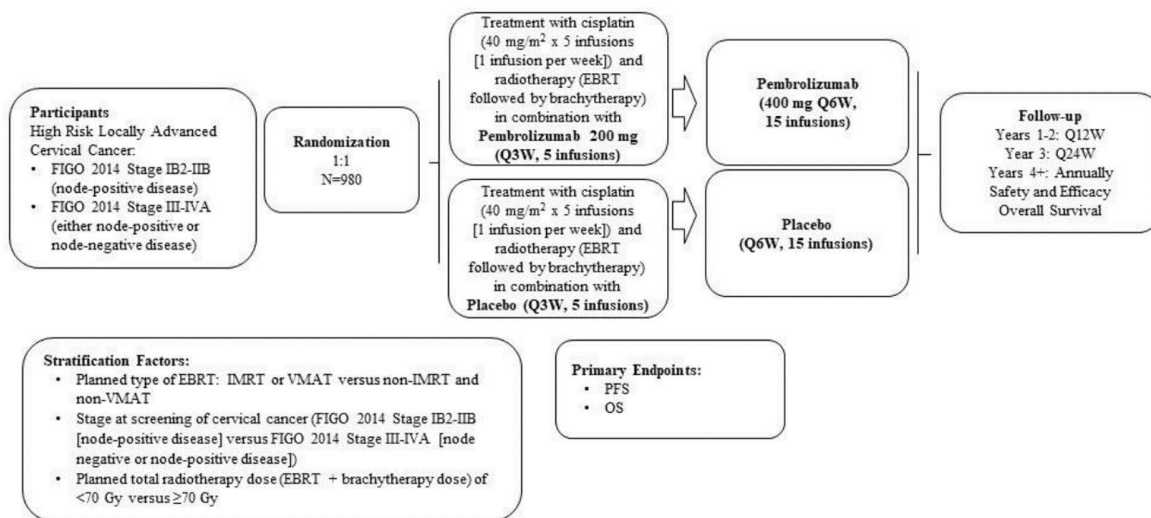 Participants
High Risk Locally Advanced
Cervical Cancer:
• FIGO 2014 Stage IB2-IIB
(node-positive disease)
• FIGO 2014 Stage III-IVA
(either node-positive or
node-negative disease)
Randomization
1:1
N=980
Treatment with cisplatin
(40 mg/m² x 5 infusions
[1 infusion per week]) and
radiotherapy (EBRT
followed by brachytherapy)
in combination with
Pembrolizumab 200 mg
(Q3W, 5 infusions)
Treatment with cisplatin
(40 mg/m² x 5 infusions
[1 infusion per week]) and
radiotherapy (EBRT
followed by brachytherapy)
in combination with
Placebo (Q3W, 5 infusions)
Pembrolizumab
(400 mg Q6W,
15 infusions)
Placebo
(Q6W, 15 infusions)
Follow-up
Years 1-2: Q12W
Year 3: Q24W
Years 4+: Annually
Safety and Efficacy
Overall Survival
Stratification Factors:
• Planned type of EBRT: IMRT or VMAT versus non-IMRT and
non-VMAT
• Stage at screening of cervical cancer (FIGO 2014 Stage IB2-IIB
[node-positive disease] versus FIGO 2014 Stage III-IVA [node
negative or node-positive disease])
• Planned total radiotherapy dose (EBRT + brachytherapy dose) of
<70 Gy versus ≥70 Gy
Primary Endpoints:
• PFS
• OS